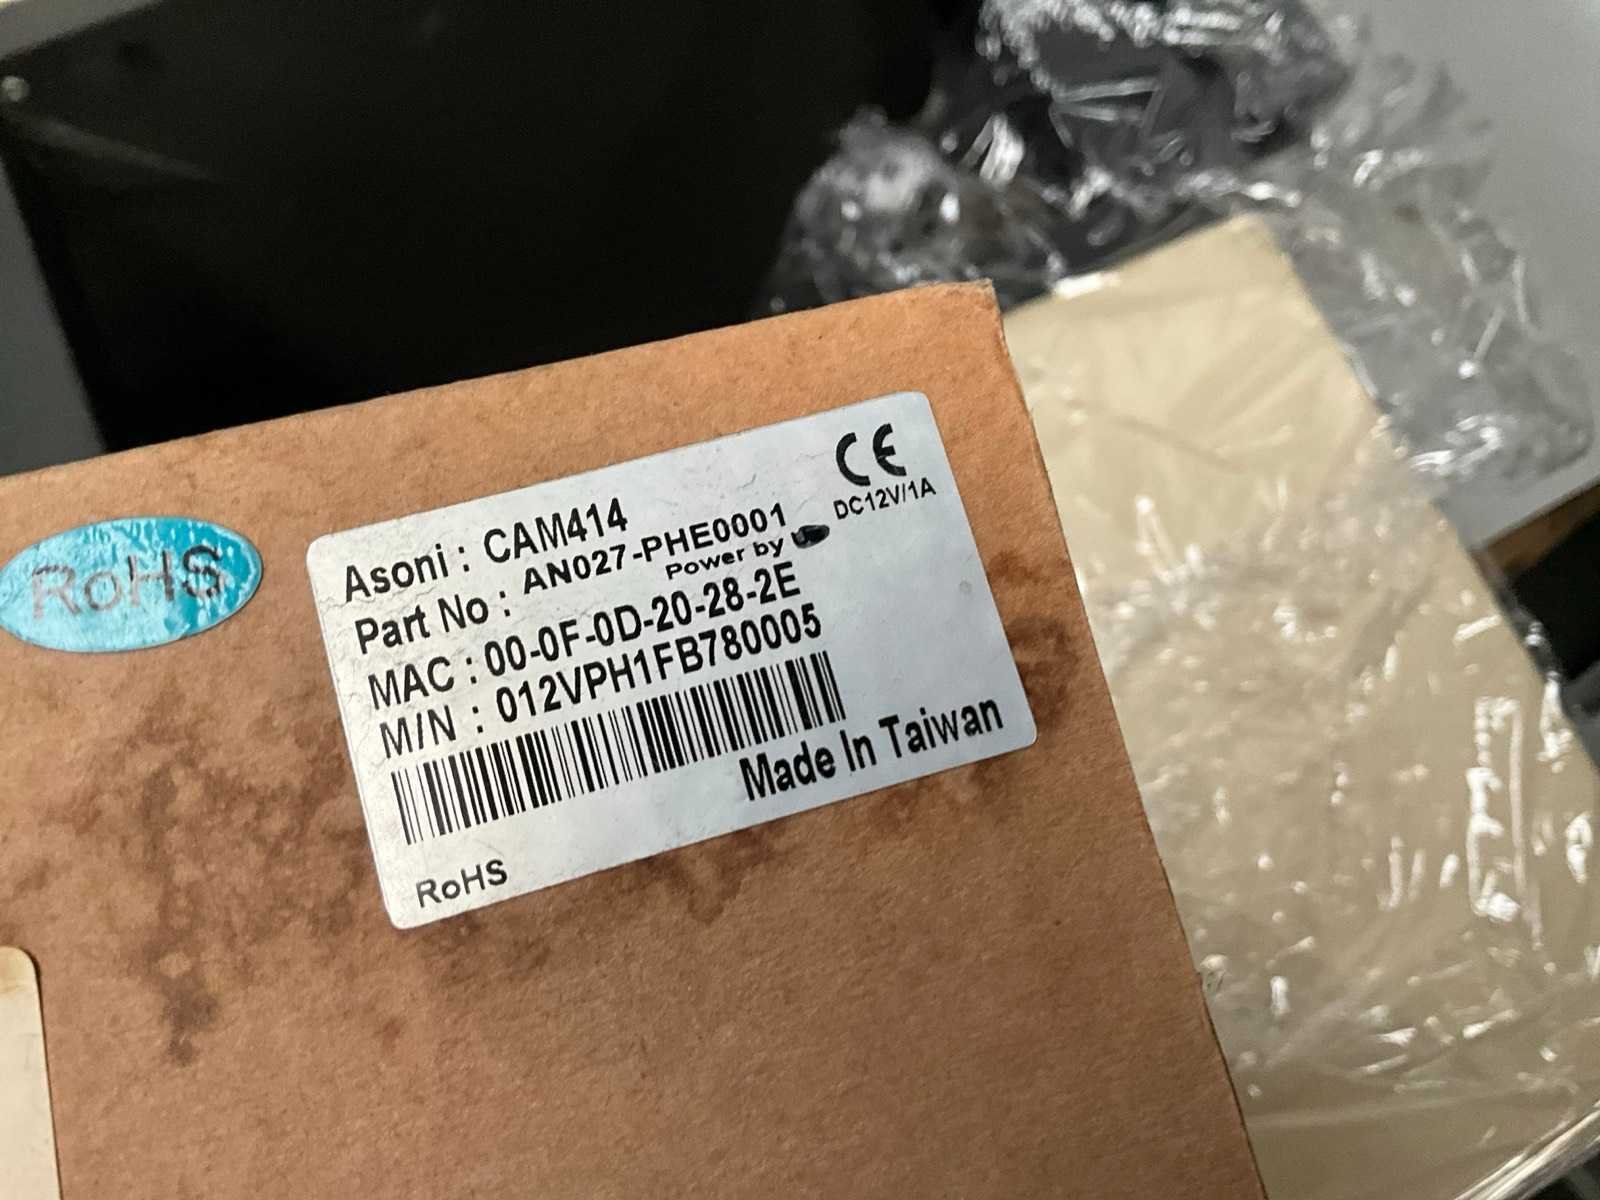 RoHS
CE
DC12V/1A
Asoni : CAM414
Part No : AN027-PHE0001
Power by
MAC : 00-0F-0D-20-28-2E
M/N : 012VPH1FB780005
Made In Taiwan
RoHS